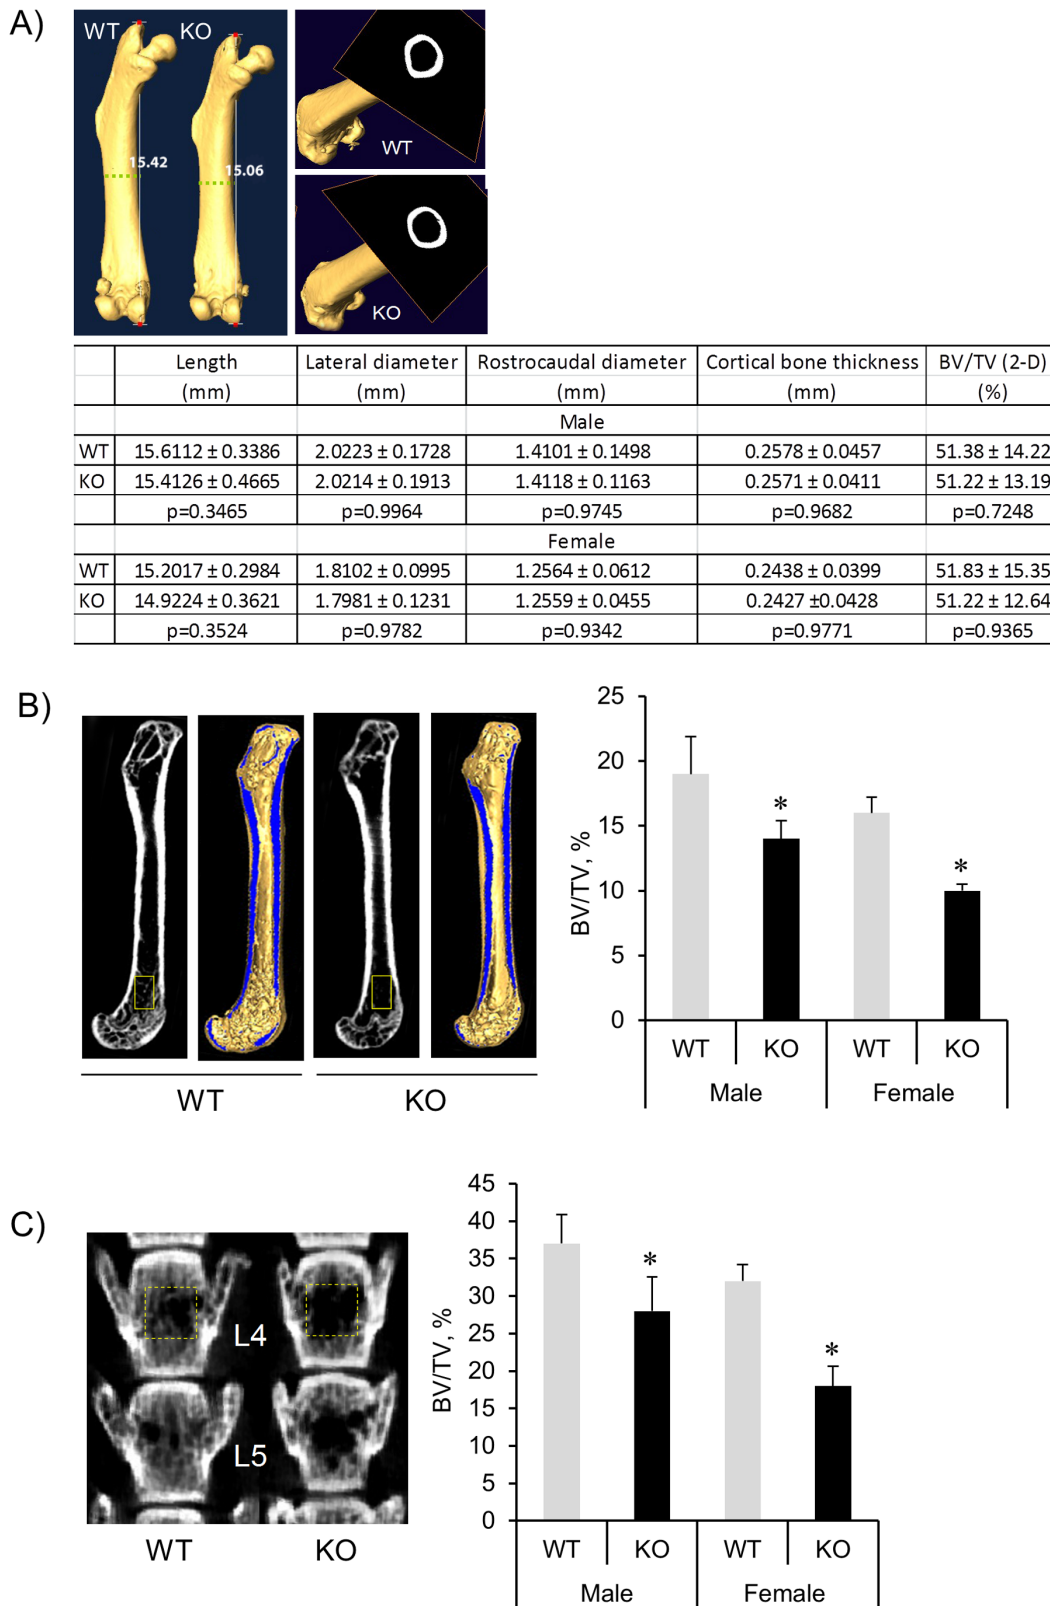 A)
WT KO
15.42 15.06
WT
KO
Length Lateral diameter Rostrocaudal diameter Cortical bone thickness BV/TV (2-D)
(mm) (mm) (mm) (mm) (%)
Male
WT 15.6112 ± 0.3386 2.0223 ± 0.1728 1.4101 ± 0.1498 0.2578 ± 0.0457 51.38 ± 14.22
KO 15.4126 ± 0.4665 2.0214 ± 0.1913 1.4118 ± 0.1163 0.2571 ± 0.0411 51.22 ± 13.19
p=0.3465 p=0.9964 p=0.9745 p=0.9682 p=0.7248
Female
WT 15.2017 ± 0.2984 1.8102 ± 0.0995 1.2564 ± 0.0612 0.2438 ± 0.0399 51.83 ± 15.35
KO 14.9224 ± 0.3621 1.7981 ± 0.1231 1.2559 ± 0.0455 0.2427 ±0.0428 51.22 ± 12.64
p=0.3524 p=0.9782 p=0.9342 p=0.9771 p=0.9365
B)
WT KO
BV/TV, %
25
20
15
10
5
0
* *
WT KO WT KO
Male Female
C)
L4
L5
WT KO
BV/TV, %
45
40
35
30
25
20
15
10
5
0
* *
WT KO WT KO
Male Female